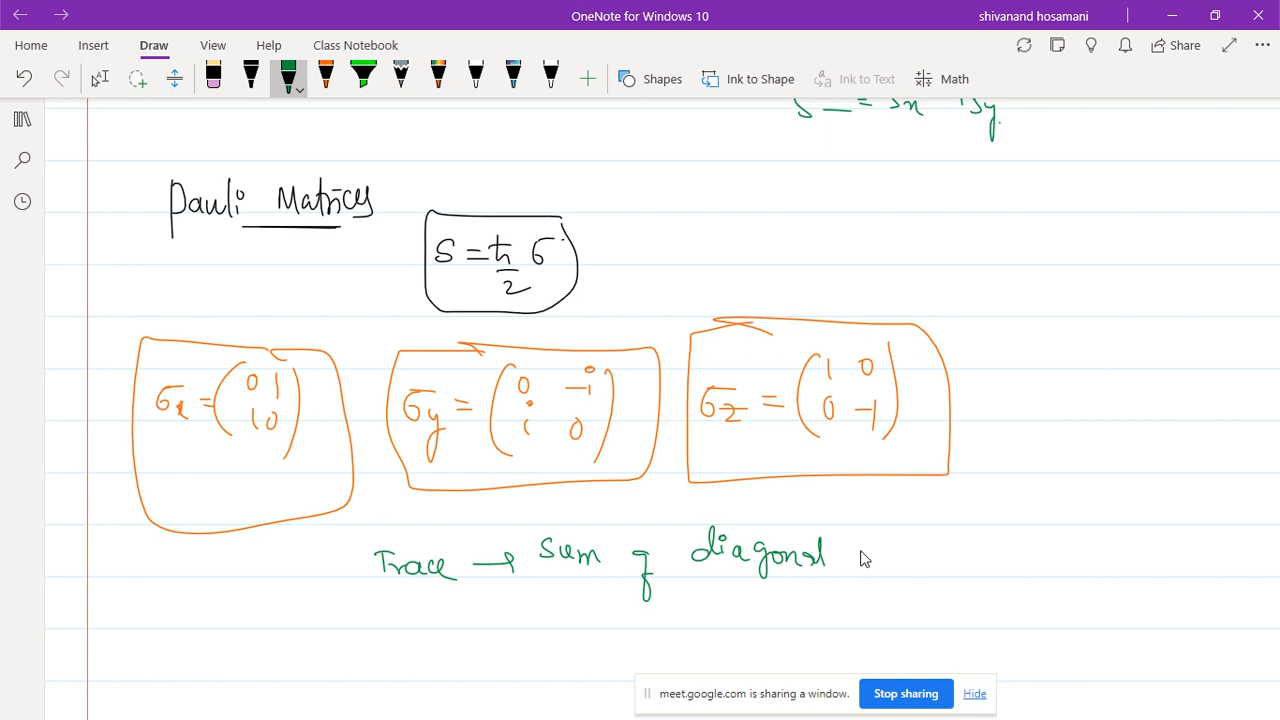 OneNote for Windows 10
shivanand hosamani
Home Insert Draw View Help Class Notebook
Share
Shapes Ink to Shape Ink to Text Math
Pauli Matrices
S = ħ/2 σ
σx = (0 1
1 0)
σy = (0 -i
i 0)
σz = (1 0
0 -1)
Trace → Sum of diagonal
meet.google.com is sharing a window. Stop sharing Hide